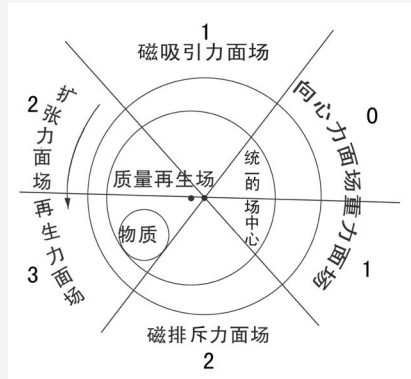 1
磁吸引力面场
2
扩张力面场
0
向心力面场
质量再生场
统一的场中心
物质
再生力面场
3
重力面场
1
磁排斥力面场
2